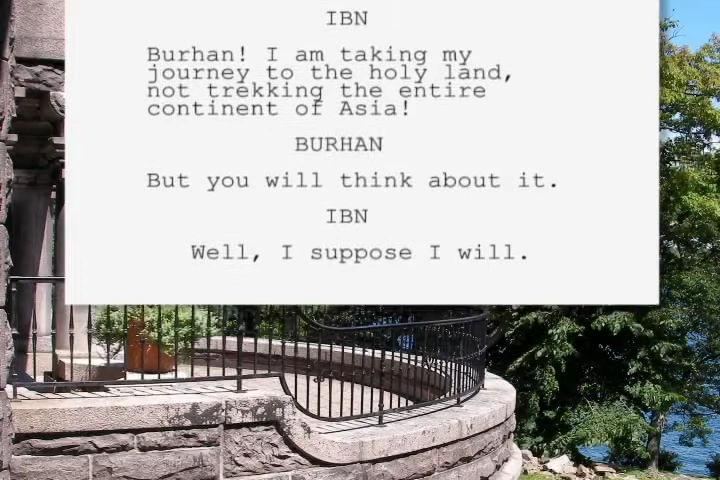 IBN
Burhan! I am taking my
journey to the holy land,
not trekking the entire
continent of Asia!
BURHAN
But you will think about it.
IBN
Well, I suppose I will.